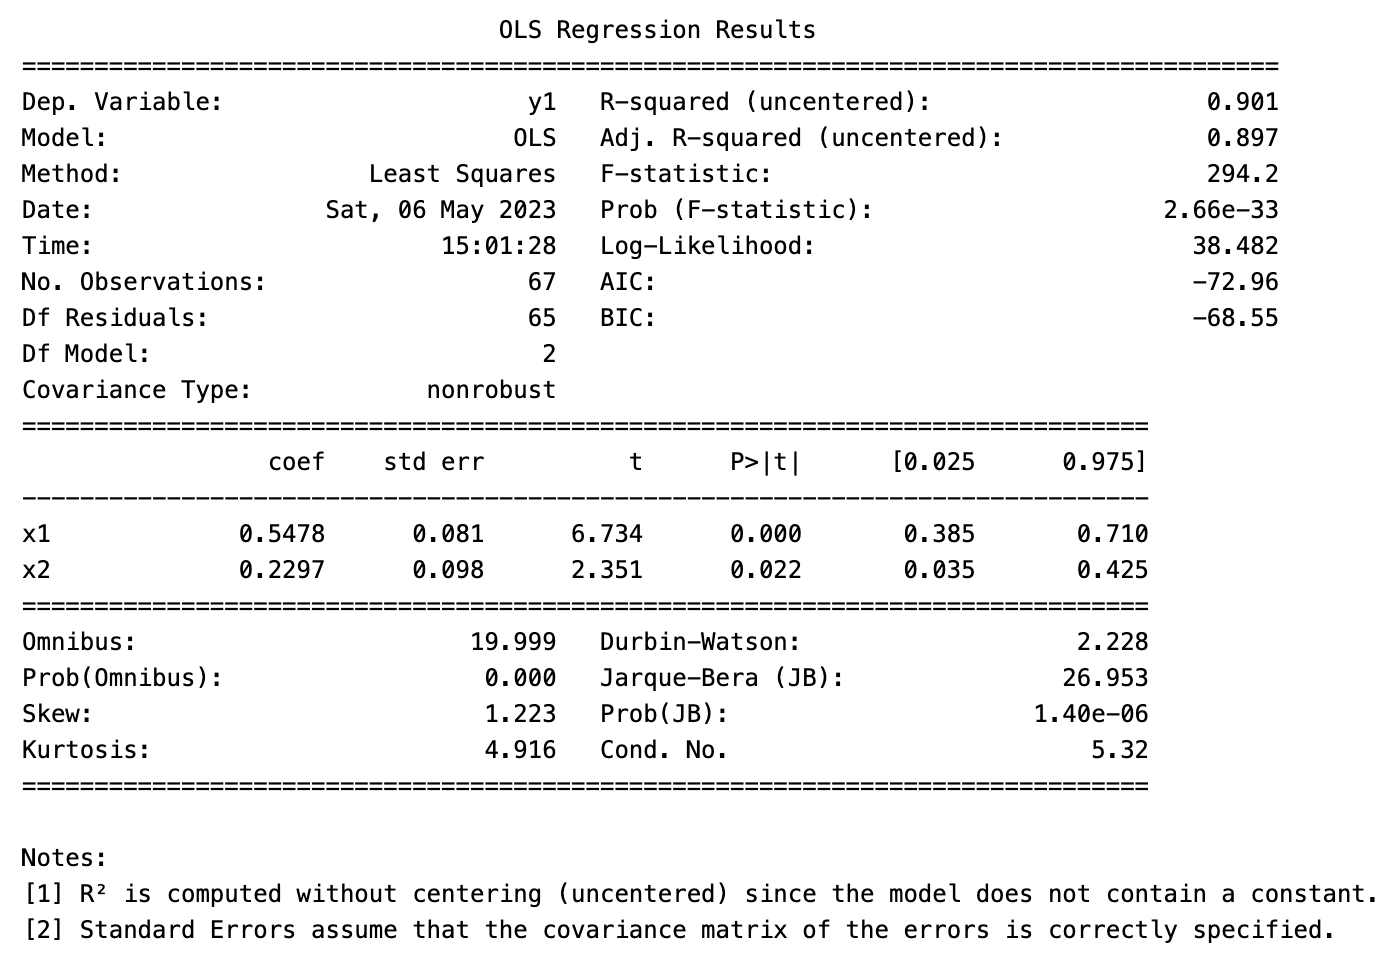 OLS Regression Results
==============================================================================
Dep. Variable: y1 R-squared (uncentered): 0.901
Model: OLS Adj. R-squared (uncentered): 0.897
Method: Least Squares F-statistic: 294.2
Date: Sat, 06 May 2023 Prob (F-statistic): 2.66e-33
Time: 15:01:28 Log-Likelihood: 38.482
No. Observations: 67 AIC: -72.96
Df Residuals: 65 BIC: -68.55
Df Model: 2
Covariance Type: nonrobust
==============================================================================
coef std err t P>|t| [0.025 0.975]
------------------------------------------------------------------------------
x1 0.5478 0.081 6.734 0.000 0.385 0.710
x2 0.2297 0.098 2.351 0.022 0.035 0.425
==============================================================================
Omnibus: 19.999 Durbin-Watson: 2.228
Prob(Omnibus): 0.000 Jarque-Bera (JB): 26.953
Skew: 1.223 Prob(JB): 1.40e-06
Kurtosis: 4.916 Cond. No. 5.32
==============================================================================
Notes:
[1] R² is computed without centering (uncentered) since the model does not contain a constant.
[2] Standard Errors assume that the covariance matrix of the errors is correctly specified.